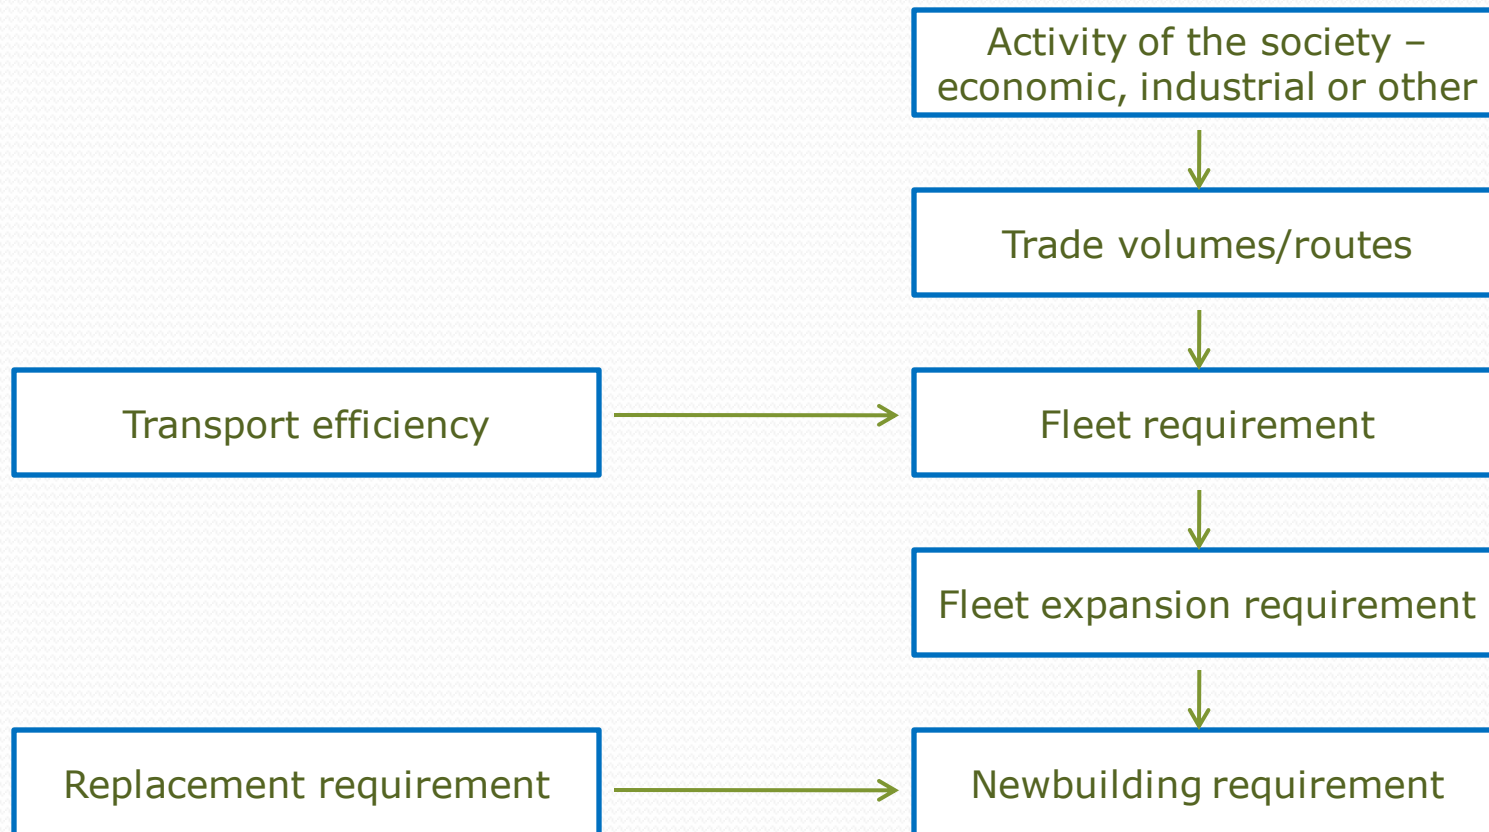 Activity of the society –
economic, industrial or other
Trade volumes/routes
Transport efficiency
Fleet requirement
Fleet expansion requirement
Replacement requirement
Newbuilding requirement